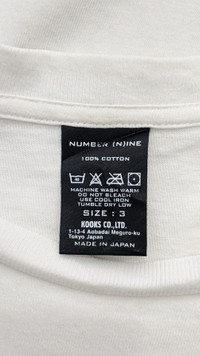 NUMBER (N)INE
100% COTTON
MACHINE WASH WARM
DO NOT BLEACH
USE COOL IRON
TUMBLE DRY LOW
SIZE : 3
KOOKS CO.,LTD.
1-13-4 Aobadai Meguro-ku
Tokyo Japan
MADE IN JAPAN